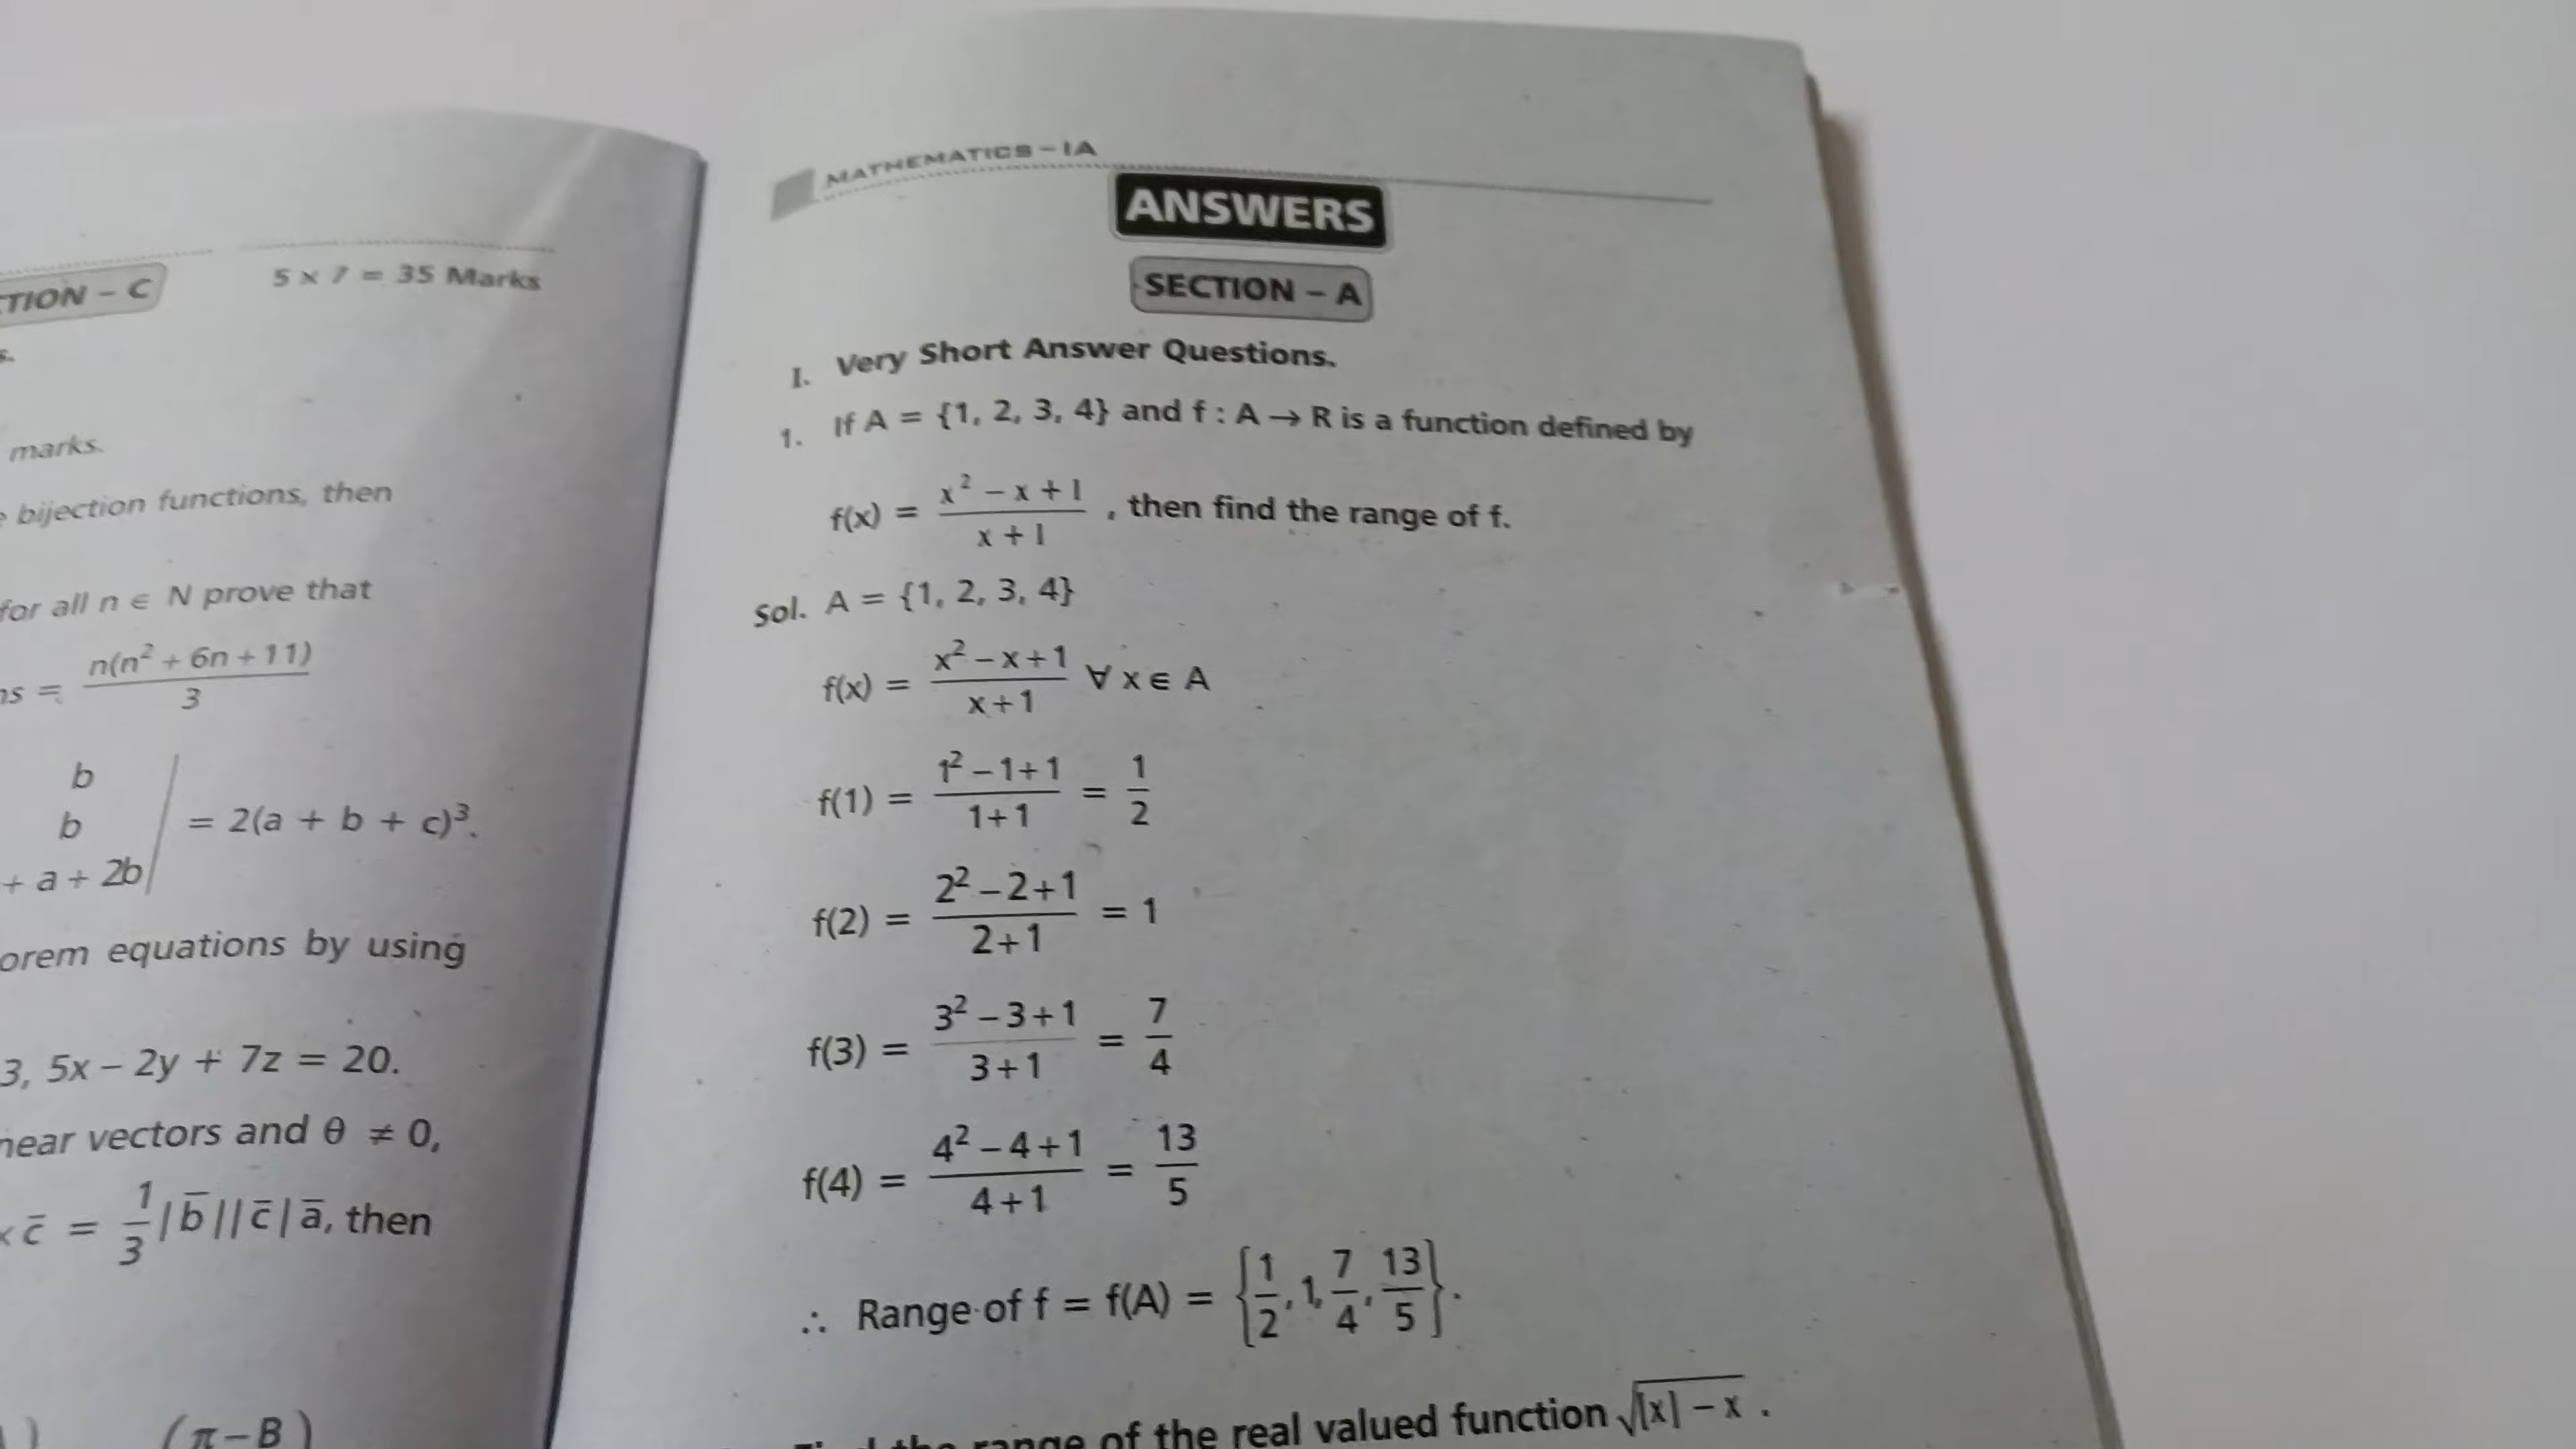 TION – C
5 x 7 = 35 Marks
s.
marks.
bijection functions, then
for all n ∈ N prove that
= n(n² + 6n + 11) / 3
b
b
+ a + 2b
= 2(a + b + c)³.
equations by using
3, 5x – 2y + 7z = 20.
vectors and θ ≠ 0,
c̄ = 1/3 |b̄||c̄|ā, then
(π–B)
MATHEMATICS – IA
ANSWERS
SECTION – A
I. Very Short Answer Questions.
1. If A = {1, 2, 3, 4} and f : A → R is a function defined by
f(x) = (x² – x + 1) / (x + 1) , then find the range of f.
Sol. A = {1, 2, 3, 4}
f(x) = (x² – x + 1) / (x + 1) ∀ x ∈ A
f(1) = (1² – 1 + 1) / (1 + 1) = 1/2
f(2) = (2² – 2 + 1) / (2 + 1) = 1
f(3) = (3² – 3 + 1) / (3 + 1) = 7/4
f(4) = (4² – 4 + 1) / (4 + 1) = 13/5
∴ Range of f = f(A) = {1/2, 1, 7/4, 13/5}.
the range of the real valued function √|x| – x .